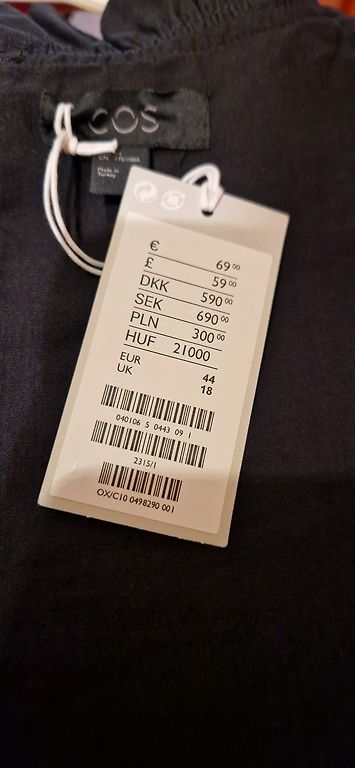 COS
Made in
Turkey
€ 69 00
£ 59 00
DKK 590 00
SEK 690 00
PLN 300 00
HUF 21000
EUR 44
UK 18
040106 5 0443 09 1
2315/1
OX/C10 0498290 001